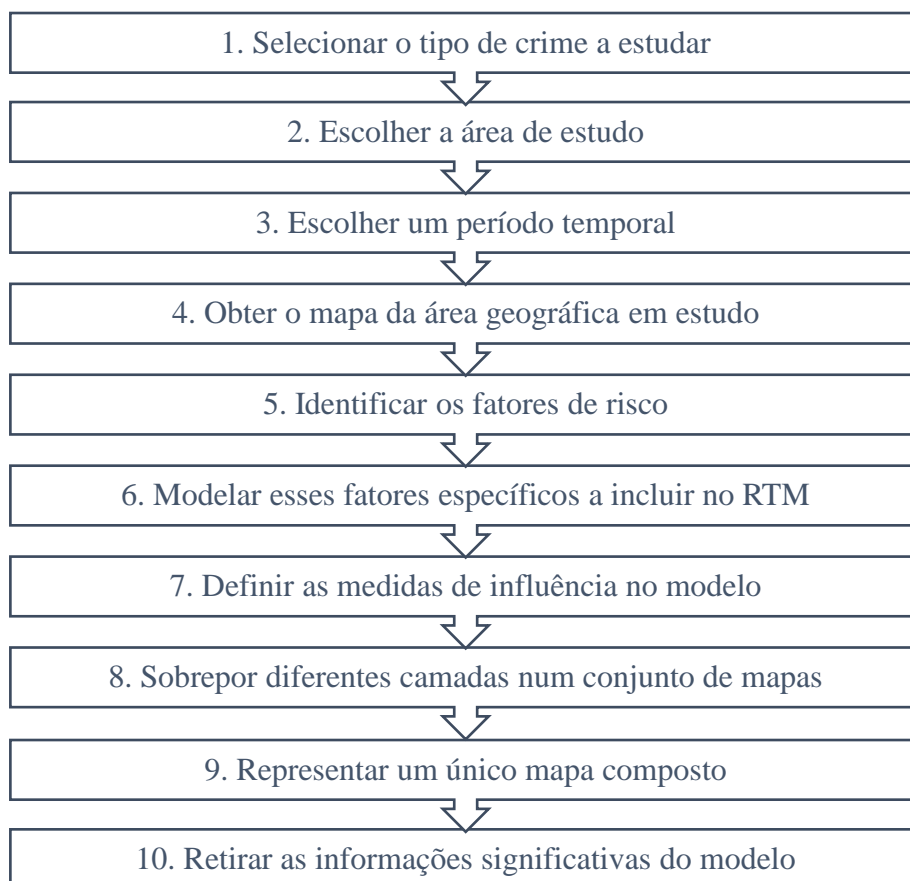 1. Selecionar o tipo de crime a estudar
2. Escolher a área de estudo
3. Escolher um período temporal
4. Obter o mapa da área geográfica em estudo
5. Identificar os fatores de risco
6. Modelar esses fatores específicos a incluir no RTM
7. Definir as medidas de influência no modelo
8. Sobrepor diferentes camadas num conjunto de mapas
9. Representar um único mapa composto
10. Retirar as informações significativas do modelo